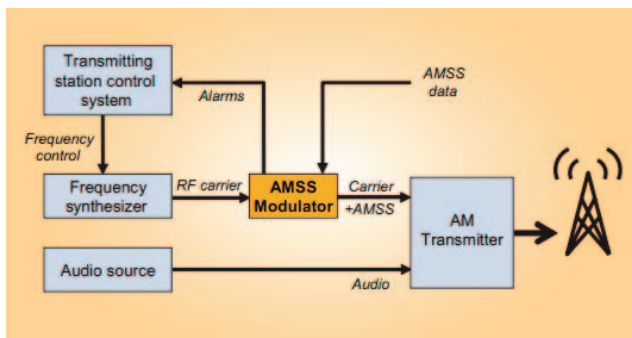 Transmitting
station control
system
Alarms
AMSS
data
Frequency
control
Frequency
synthesizer
RF carrier
AMSS
Modulator
Carrier
+AMSS
AM
Transmitter
Audio source
Audio